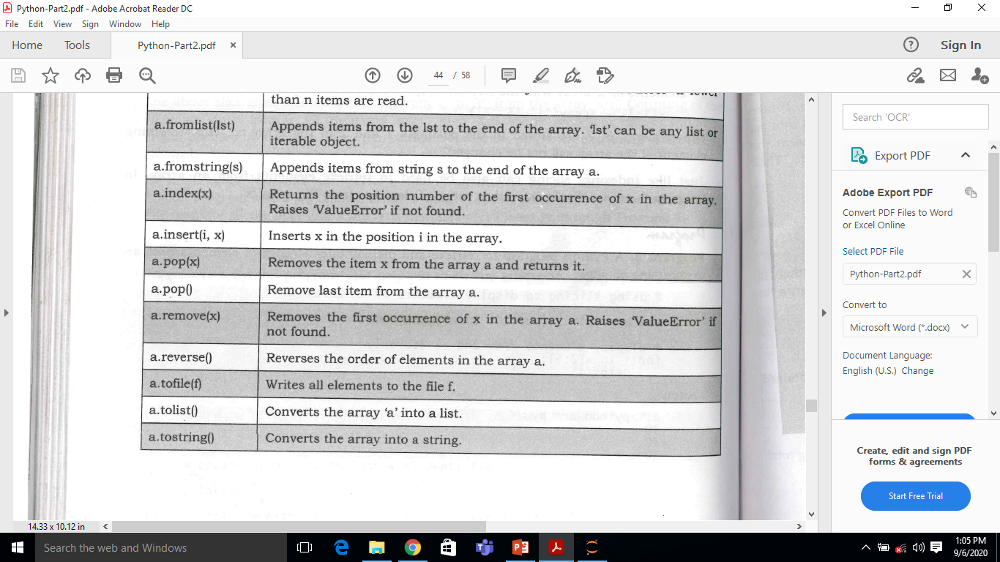 Python-Part2.pdf - Adobe Acrobat Reader DC
File Edit View Sign Window Help
Home Tools Python-Part2.pdf × Sign In
44 / 58
than n items are read.
a.fromlist(lst) Appends items from the lst to the end of the array. ‘lst’ can be any list or
iterable object.
a.fromstring(s) Appends items from string s to the end of the array a.
a.index(x) Returns the position number of the first occurrence of x in the array.
Raises ‘ValueError’ if not found.
a.insert(i, x) Inserts x in the position i in the array.
a.pop(x) Removes the item x from the array a and returns it.
a.pop() Remove last item from the array a.
a.remove(x) Removes the first occurrence of x in the array a. Raises ‘ValueError’ if
not found.
a.reverse() Reverses the order of elements in the array a.
a.tofile(f) Writes all elements to the file f.
a.tolist() Converts the array ‘a’ into a list.
a.tostring() Converts the array into a string.
14.33 x 10.12 in
Search 'OCR'
Export PDF
Adobe Export PDF
Convert PDF Files to Word
or Excel Online
Select PDF File
Python-Part2.pdf
Convert to
Microsoft Word (*.docx)
Document Language:
English (U.S.) Change
Create, edit and sign PDF
forms & agreements
Start Free Trial
Search the web and Windows
1:05 PM
9/6/2020